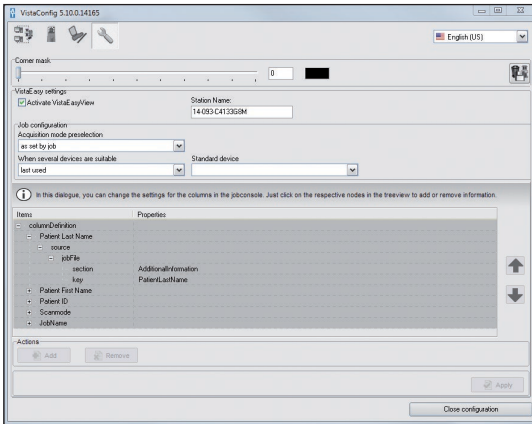 VistaConfig 5.10.0.14165
English (US)
Corner mask
0
VistaEasy settings
Activate VistaEasyView
Station Name:
14-093-C4133G8M
Job configuration
Acquisition mode preselection
as set by job
When several devices are suitable
Standard device
last used
In this dialogue, you can change the settings for the columns in the jobconsole. Just click on the respective nodes in the treeview to add or remove information.
Items Properties
columnDefinition
Patient Last Name
source
jobFile
section AdditionalInformation
key PatientLastName
Patient First Name
Patient ID
Scanmode
JobName
Actions
Add Remove
Apply
Close configuration